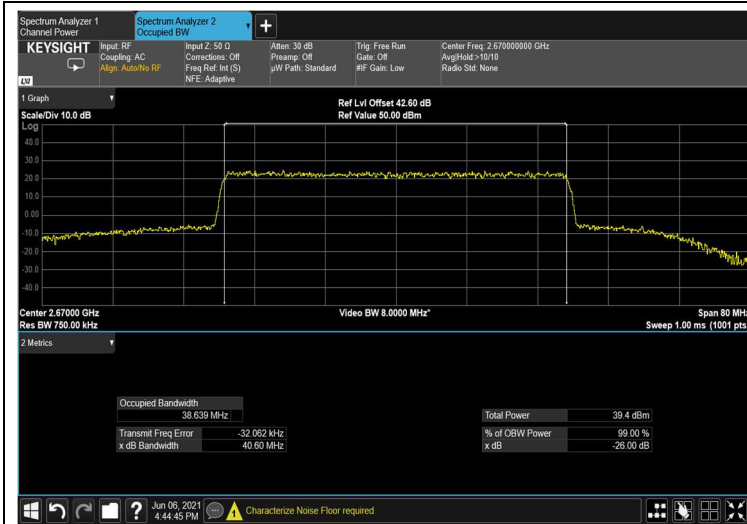 Spectrum Analyzer 1
Channel Power
Spectrum Analyzer 2
Occupied BW
KEYSIGHT
LXI
Input: RF
Coupling: AC
Align: Auto/No RF
Input Z: 50 Ω
Corrections: Off
Freq Ref: Int (S)
NFE: Adaptive
Atten: 30 dB
Preamp: Off
µW Path: Standard
Trig: Free Run
Gate: Off
#IF Gain: Low
Center Freq: 2.670000000 GHz
Avg|Hold:>10/10
Radio Std: None
1 Graph
Scale/Div 10.0 dB
Ref Lvl Offset 42.60 dB
Ref Value 50.00 dBm
Log
40.0
30.0
20.0
10.0
0.00
-10.0
-20.0
-30.0
-40.0
Center 2.67000 GHz
Res BW 750.00 kHz
Video BW 8.0000 MHz*
Span 80 MHz
Sweep 1.00 ms (1001 pts
2 Metrics
Occupied Bandwidth
38.639 MHz
Transmit Freq Error -32.062 kHz
x dB Bandwidth 40.60 MHz
Total Power 39.4 dBm
% of OBW Power 99.00 %
x dB -26.00 dB
?
Jun 06, 2021
4:44:45 PM
1
Characterize Noise Floor required